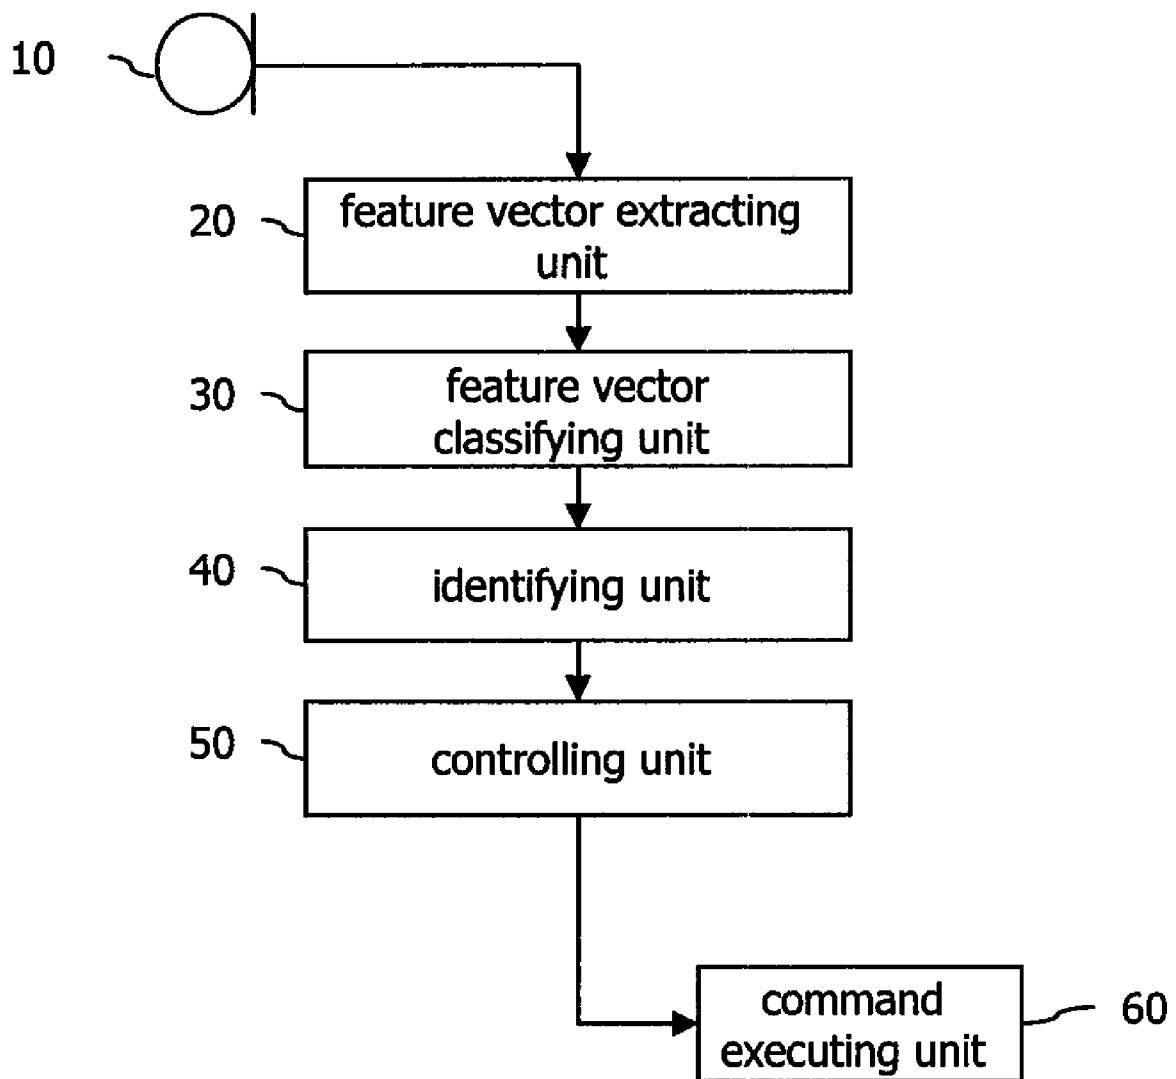 10
20
feature vector extracting
unit
30
feature vector
classifying unit
40
identifying unit
50
controlling unit
command
executing unit
60